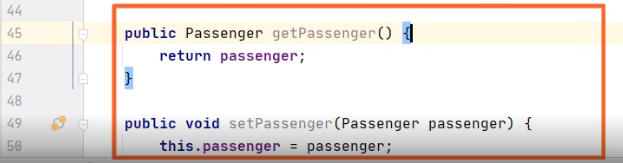 44
45 public Passenger getPassenger() {
46 return passenger;
47 }
48
49 public void setPassenger(Passenger passenger) {
50 this.passenger = passenger;